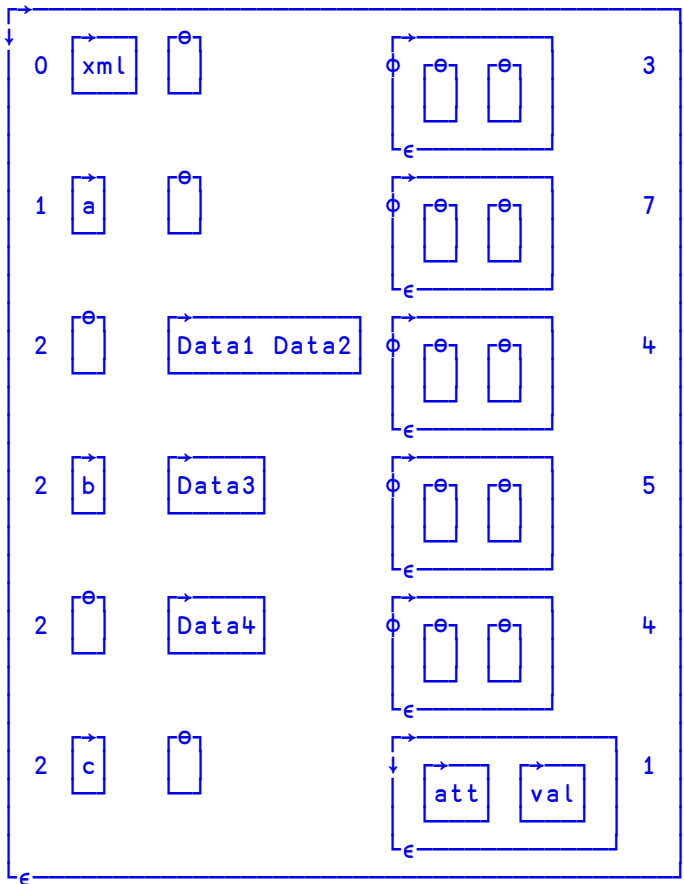 0 xml 3
1 a 7
2 Data1 Data2 4
2 b Data3 5
2 Data4 4
2 c att val 1